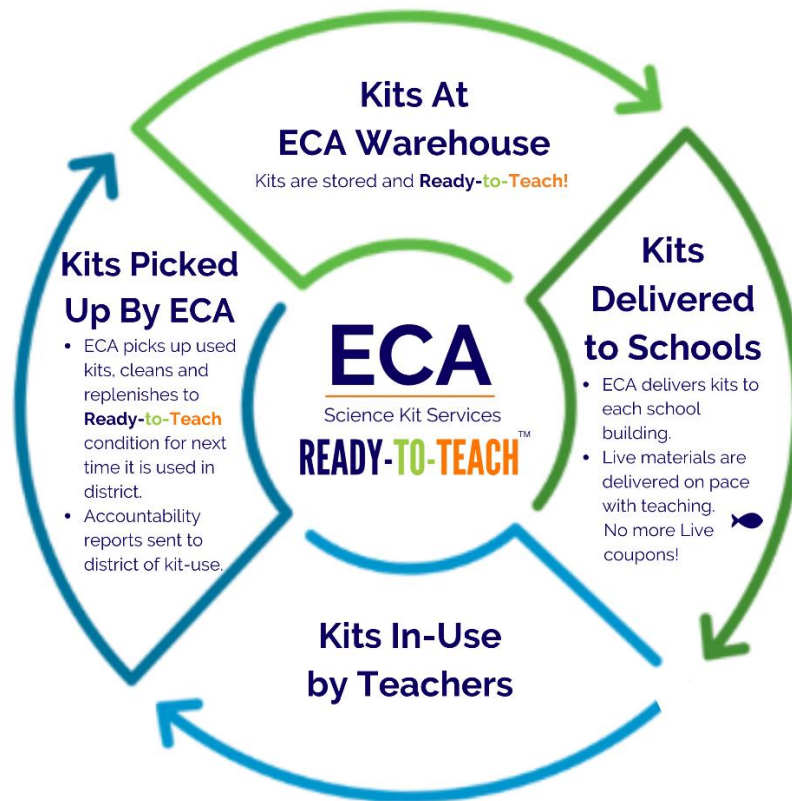 Kits At
ECA Warehouse
Kits are stored and Ready-to-Teach!
Kits
Delivered
to Schools
• ECA delivers kits to
each school
building.
• Live materials are
delivered on pace
with teaching.
No more Live
coupons!
Kits In-Use
by Teachers
Kits Picked
Up By ECA
• ECA picks up used
kits, cleans and
replenishes to
Ready-to-Teach
condition for next
time it is used in
district.
• Accountability
reports sent to
district of kit-use.
ECA
Science Kit Services
READY-TO-TEACH™